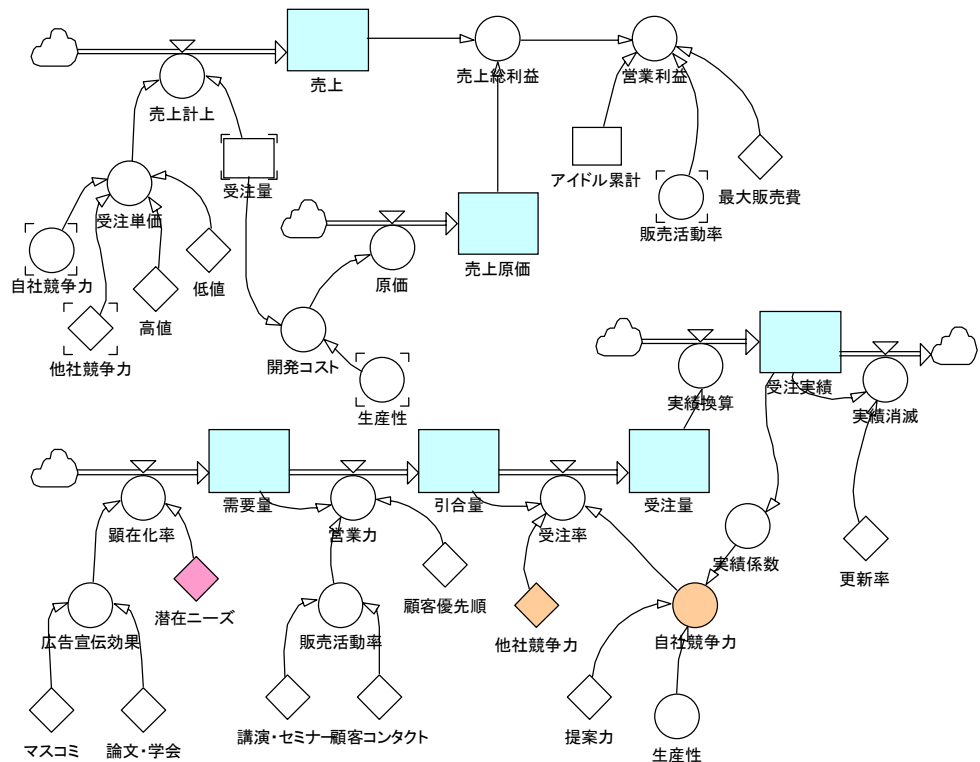 売上
売上総利益
営業利益
売上計上
アイドル累計
最大販売費
受注量
受注単価
販売活動率
売上原価
原価
自社競争力
低値
高値
他社競争力
開発コスト
生産性
受注実績
実績換算
実績消滅
需要量
引合量
受注量
顕在化率
営業力
受注率
実績係数
更新率
潜在ニーズ
顧客優先順
広告宣伝効果
販売活動率
他社競争力
自社競争力
マスコミ
論文・学会
講演・セミナー
顧客コンタクト
提案力
生産性